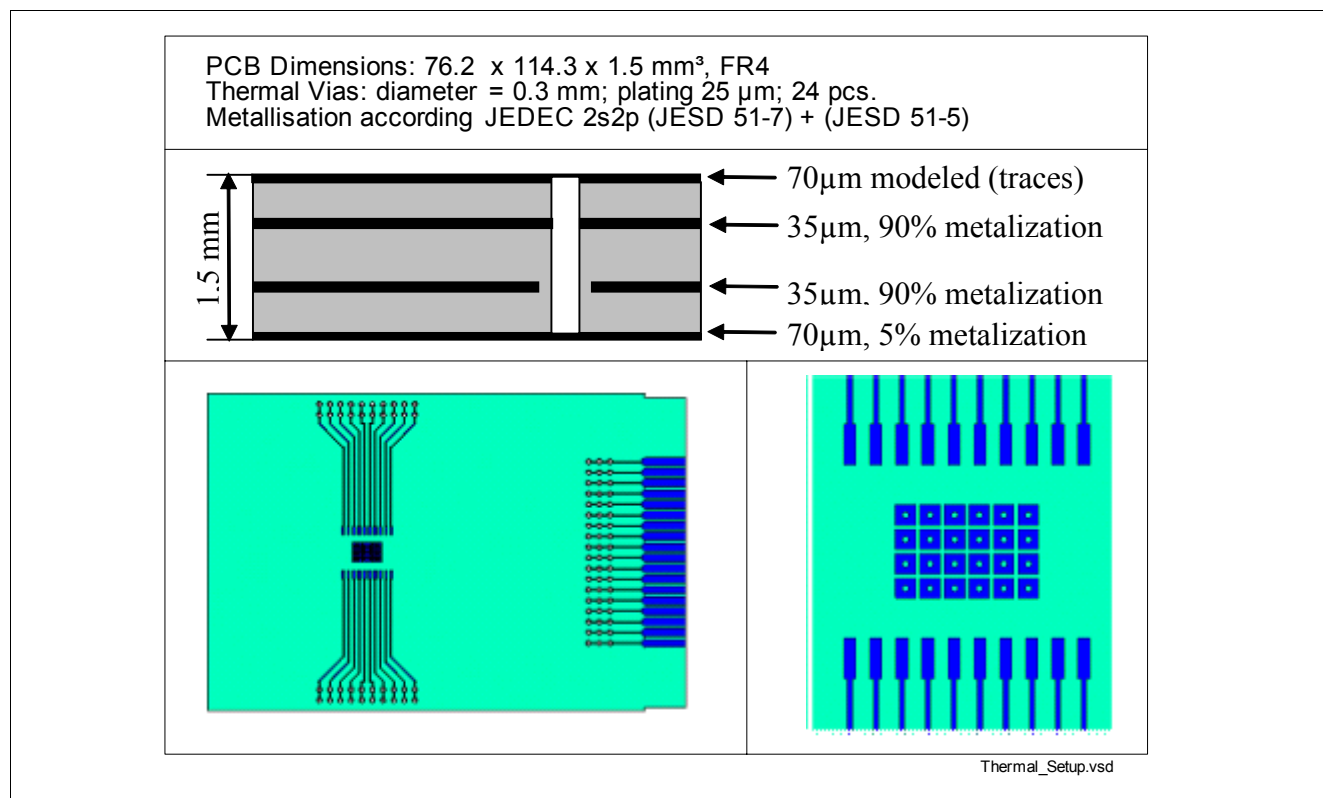 PCB Dimensions: 76.2 x 114.3 x 1.5 mm³, FR4
Thermal Vias: diameter = 0.3 mm; plating 25 µm; 24 pcs.
Metallisation according JEDEC 2s2p (JESD 51-7) + (JESD 51-5)
1.5 mm
70µm modeled (traces)
35µm, 90% metalization
35µm, 90% metalization
70µm, 5% metalization
Thermal_Setup.vsd